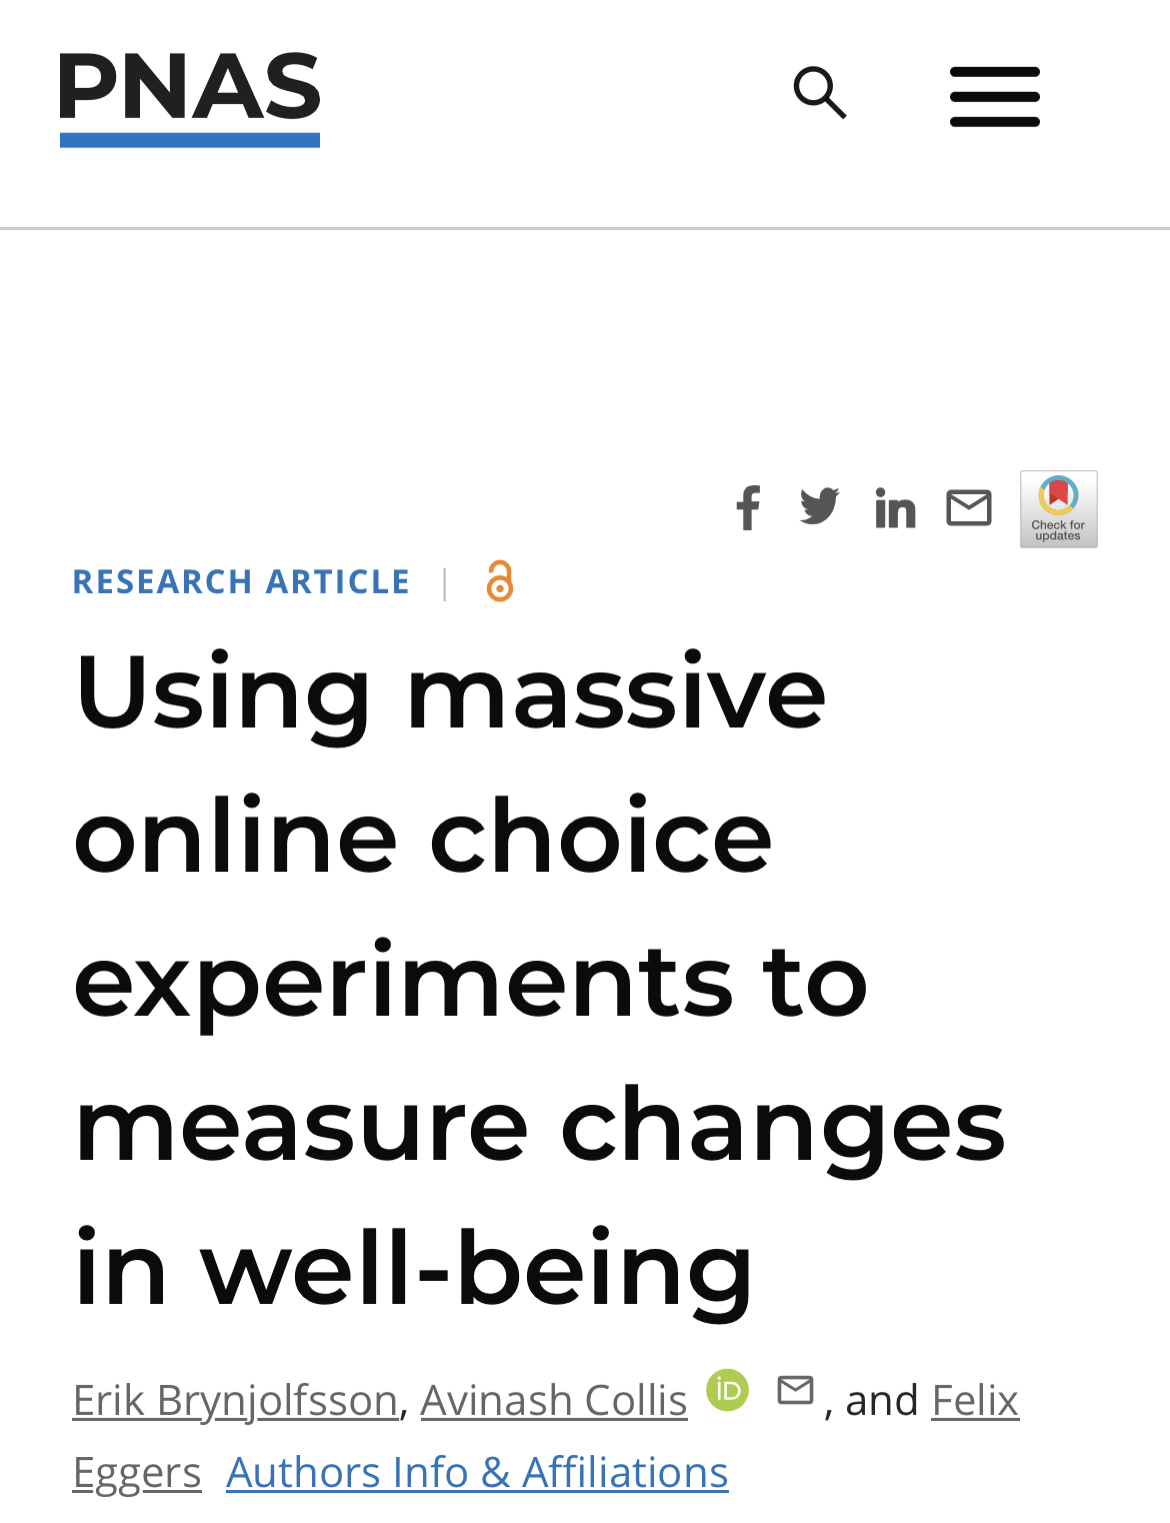 PNAS
Check for
updates
RESEARCH ARTICLE |
Using massive
online choice
experiments to
measure changes
in well-being
Erik Brynjolfsson, Avinash Collis iD , and Felix
Eggers Authors Info & Affiliations